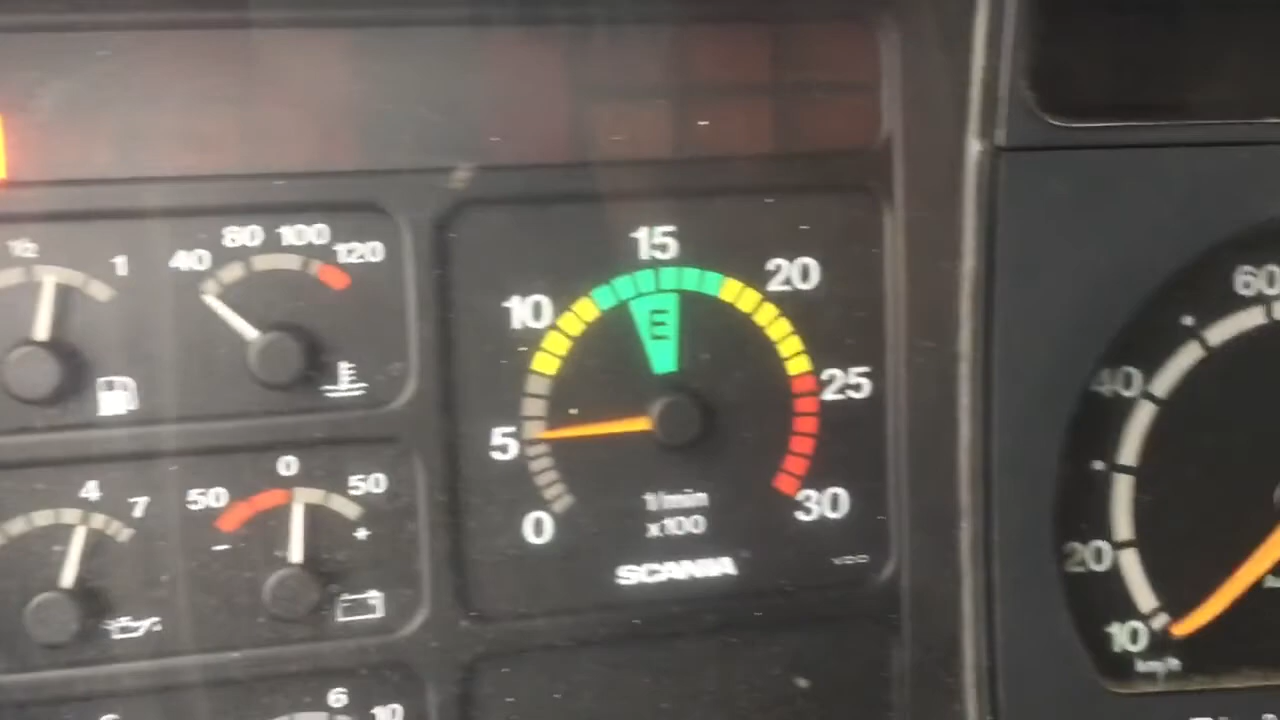 1/2 1
40 80 100 120
4 7
50 0 50
- +
6
10
0 5 10 15 20 25 30
E
1/min
x100
SCANIA
VDO
10 20 40 60
km/h